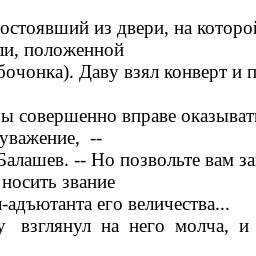 остоявший из двери, на которой
ли, положенной
бочонка). Даву взял конверт и п
ы совершенно вправе оказывать
уважение,  --
Балашев. -- Но позвольте вам за
носить звание
-адъютанта его величества...
у взглянул на него молча, и